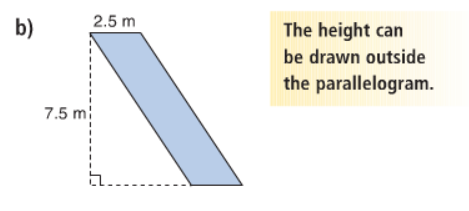 b)
2.5 m
The height can
be drawn outside
the parallelogram.
7.5 m